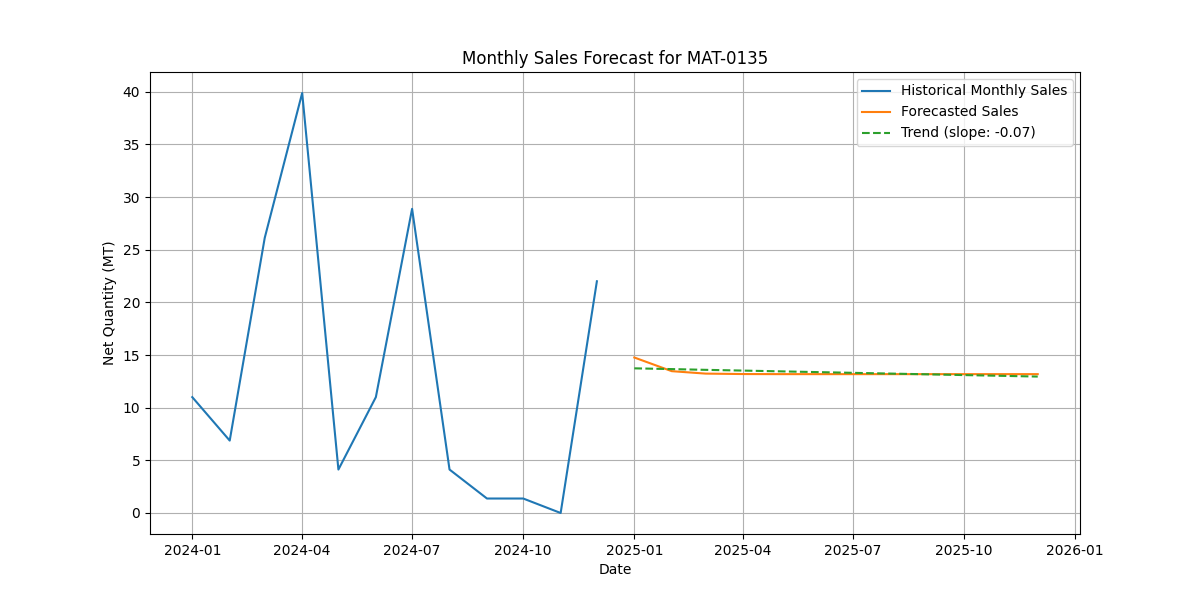 Monthly Sales Forecast for MAT-0135
Historical Monthly Sales
Forecasted Sales
Trend (slope: -0.07)
Net Quantity (MT)
40
35
30
25
20
15
10
5
0
2024-01 2024-04 2024-07 2024-10 2025-01 2025-04 2025-07 2025-10 2026-01
Date